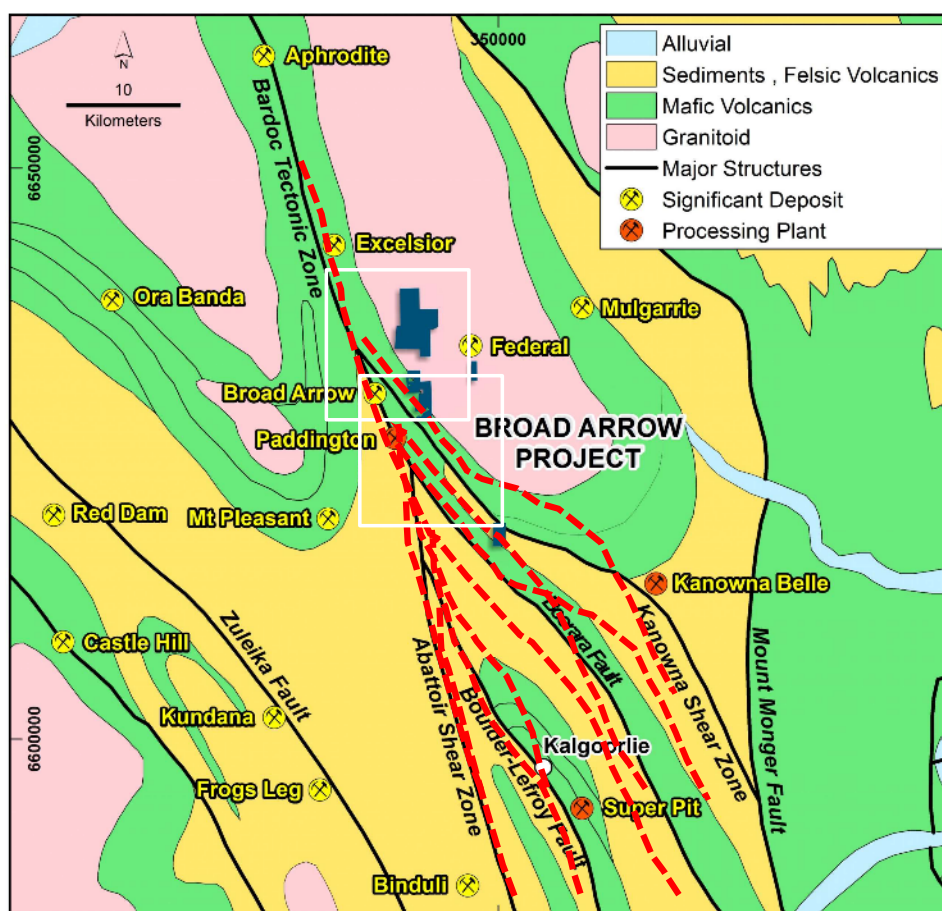 350000
Aphrodite
N
10
Kilometers
Alluvial
Sediments , Felsic Volcanics
Mafic Volcanics
Granitoid
Major Structures
Significant Deposit
Processing Plant
6650000
Bardoc Tectonic Zone
Excelsior
Ora Banda
Mulgarrie
Federal
Broad Arrow
Paddington
BROAD ARROW
PROJECT
Red Dam
Mt Pleasant
Kanowna Belle
Castle Hill
Zuleika Fault
Abattoir Shear Zone
Boulder-Lefroy Fault
Boorara Fault
Kanowna Shear Zone
Mount Monger Fault
Kundana
Kalgoorlie
6600000
Frogs Leg
Super Pit
Binduli